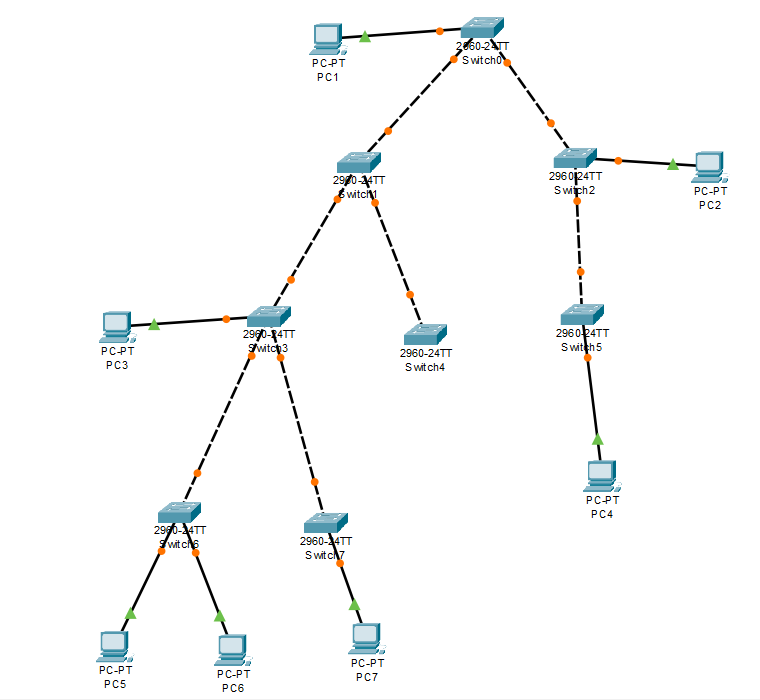 2960-24TT
Switch0
PC-PT
PC1
2960-24TT
Switch1
2960-24TT
Switch2
PC-PT
PC2
2960-24TT
Switch3
2960-24TT
Switch5
PC-PT
PC3
2960-24TT
Switch4
PC-PT
PC4
2960-24TT
Switch6
2960-24TT
Switch7
PC-PT
PC5
PC-PT
PC6
PC-PT
PC7